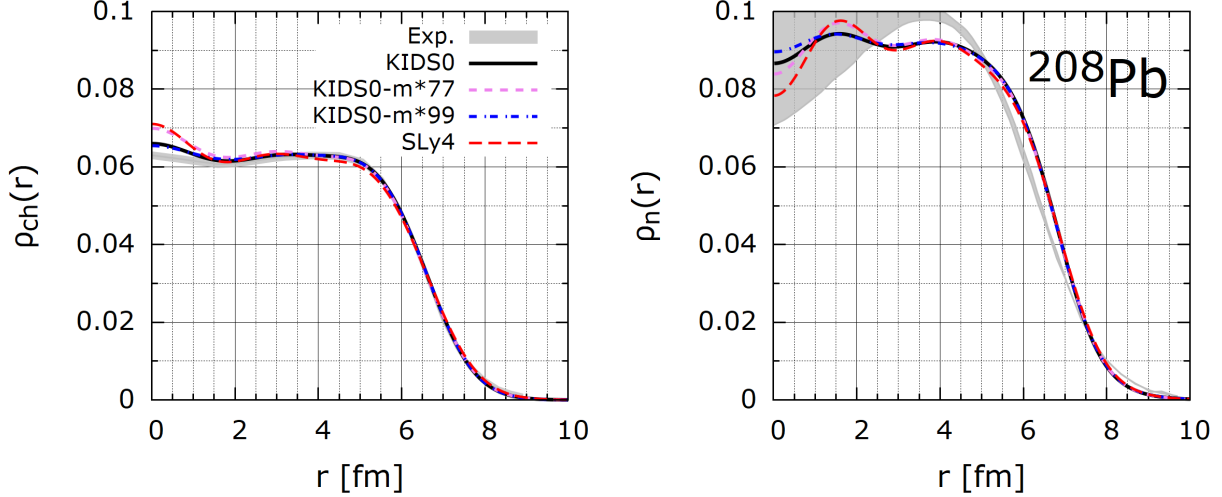 0.1
0.08
0.06
0.04
0.02
0
ρch(r)
Exp.
KIDS0
KIDS0-m*77
KIDS0-m*99
SLy4
0 2 4 6 8 10
r [fm]
0.1
0.08
0.06
0.04
0.02
0
ρn(r)
208Pb
0 2 4 6 8 10
r [fm]